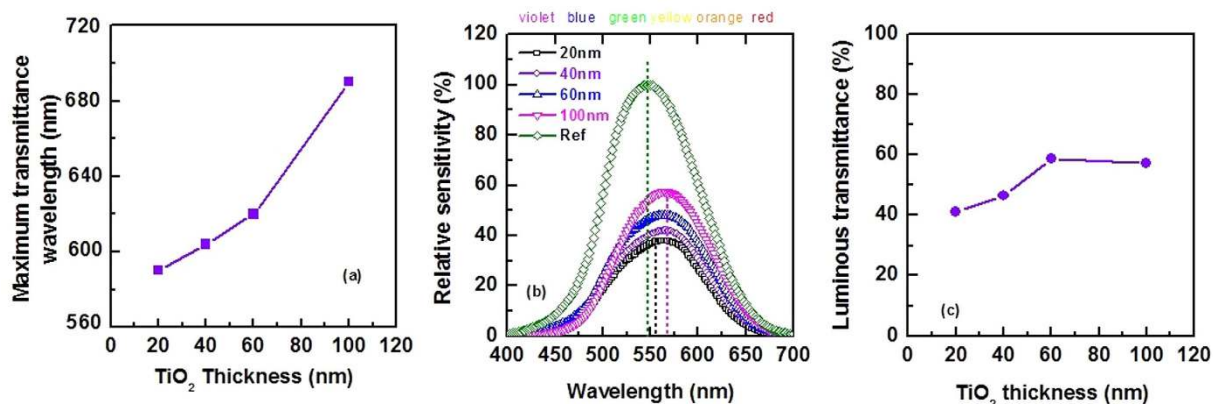 Maximum transmittance
wavelength (nm)
720
680
640
600
560
(a)
0 20 40 60 80 100 120
TiO₂ Thickness (nm)
violet blue green yellow orange red
Relative sensitivity (%)
120
100
80
60
40
20
0
20nm
40nm
60nm
100nm
Ref
(b)
400 450 500 550 600 650 700
Wavelength (nm)
Luminous transmittance (%)
100
80
60
40
20
0
(c)
0 20 40 60 80 100 120
TiO₂ thickness (nm)